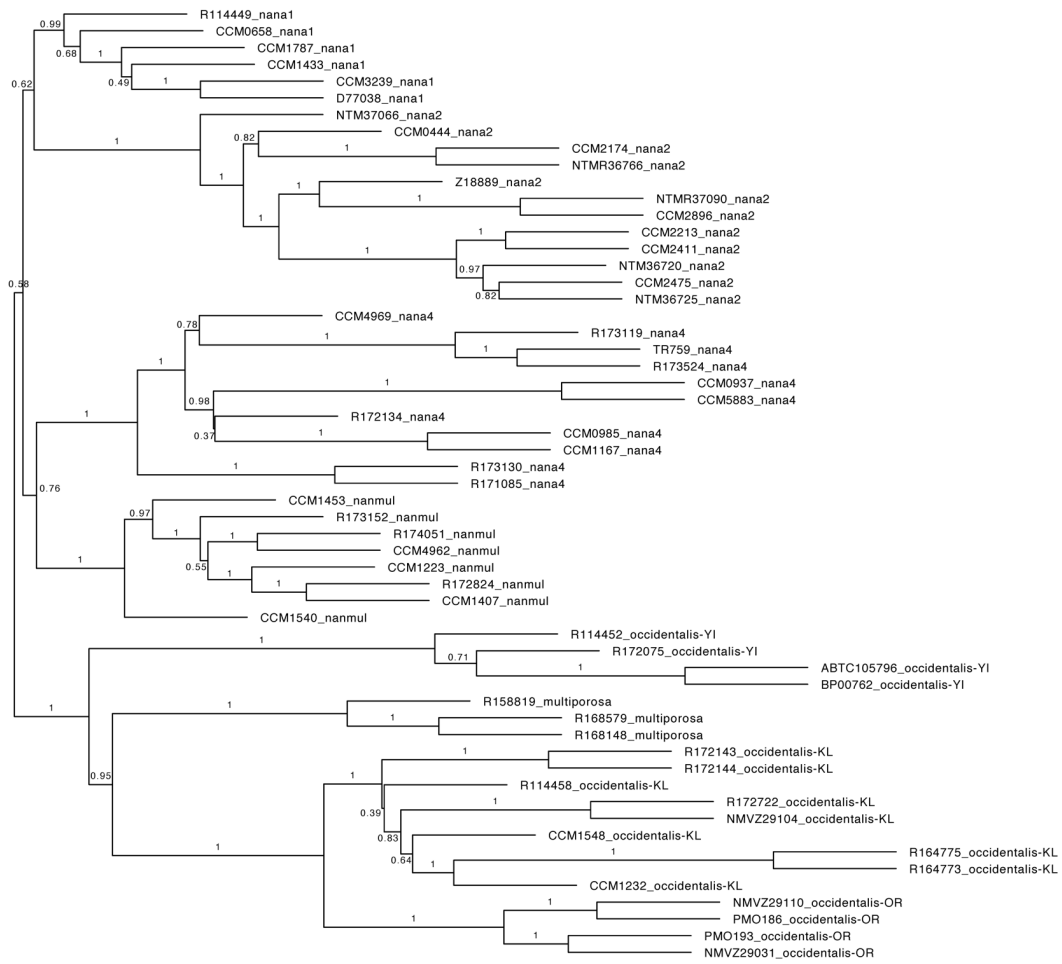 R114449_nana1
0.99
CCM0658_nana1
0.68
1
CCM1787_nana1
CCM1433_nana1
0.49
1
CCM3239_nana1
0.62
D77038_nana1
NTM37066_nana2
CCM0444_nana2
0.82
1
1
CCM2174_nana2
NTMR36766_nana2
1
Z18889_nana2
1
1
NTMR37090_nana2
CCM2896_nana2
1
1
CCM2213_nana2
CCM2411_nana2
1
NTM36720_nana2
0.97
CCM2475_nana2
0.82
NTM36725_nana2
0.58
CCM4969_nana4
0.78
R173119_nana4
1
TR759_nana4
1
R173524_nana4
1
1
CCM0937_nana4
CCM5883_nana4
0.98
R172134_nana4
1
0.37
1
CCM0985_nana4
CCM1167_nana4
R173130_nana4
1
R171085_nana4
0.76
CCM1453_nanmul
0.97
R173152_nanmul
1
1
R174051_nanmul
CCM4962_nanmul
0.55
1
CCM1223_nanmul
1
1
R172824_nanmul
CCM1407_nanmul
CCM1540_nanmul
R114452_occidentalis-YI
1
R172075_occidentalis-YI
0.71
1
ABTC105796_occidentalis-YI
BP00762_occidentalis-YI
R158819_multiporosa
1
1
1
R168579_multiporosa
R168148_multiporosa
1
R172143_occidentalis-KL
R172144_occidentalis-KL
0.95
1
R114458_occidentalis-KL
1
R172722_occidentalis-KL
0.39
NMVZ29104_occidentalis-KL
0.83
CCM1548_occidentalis-KL
1
0.64
1
1
R164775_occidentalis-KL
R164773_occidentalis-KL
CCM1232_occidentalis-KL
1
NMVZ29110_occidentalis-OR
PMO186_occidentalis-OR
1
1
PMO193_occidentalis-OR
NMVZ29031_occidentalis-OR